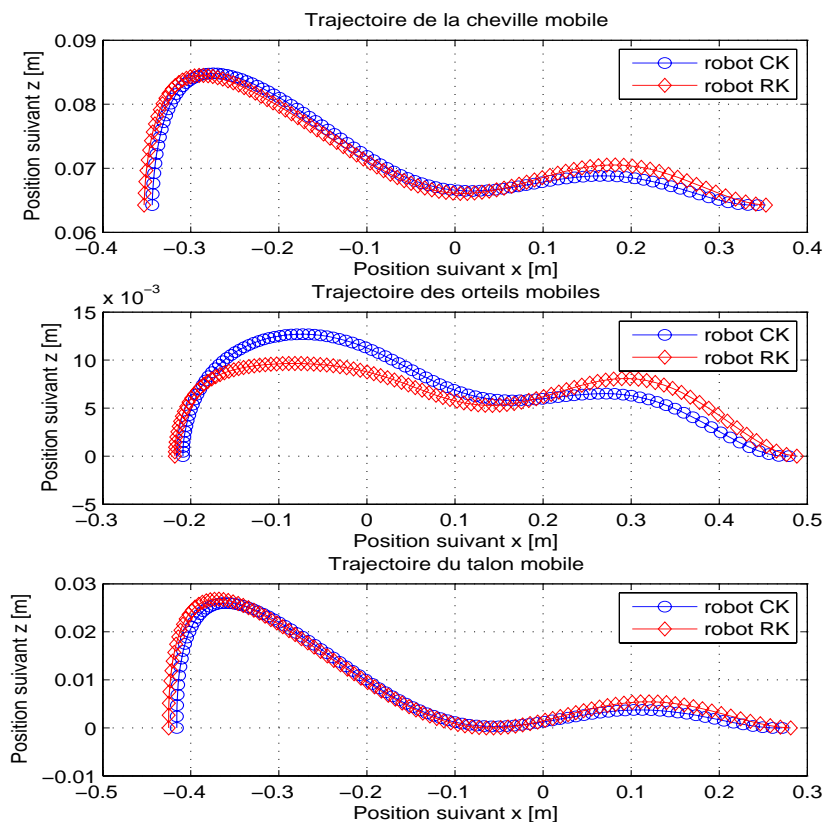 Trajectoire de la cheville mobile
0.09
0.08
0.07
0.06
Position suivant z [m]
robot CK
robot RK
−0.4 −0.3 −0.2 −0.1 0 0.1 0.2 0.3 0.4
Position suivant x [m]
x 10−3
Trajectoire des orteils mobiles
15
10
5
0
−5
Position suivant z [m]
robot CK
robot RK
−0.3 −0.2 −0.1 0 0.1 0.2 0.3 0.4 0.5
Position suivant x [m]
Trajectoire du talon mobile
0.03
0.02
0.01
0
−0.01
Position suivant z [m]
robot CK
robot RK
−0.5 −0.4 −0.3 −0.2 −0.1 0 0.1 0.2 0.3
Position suivant x [m]